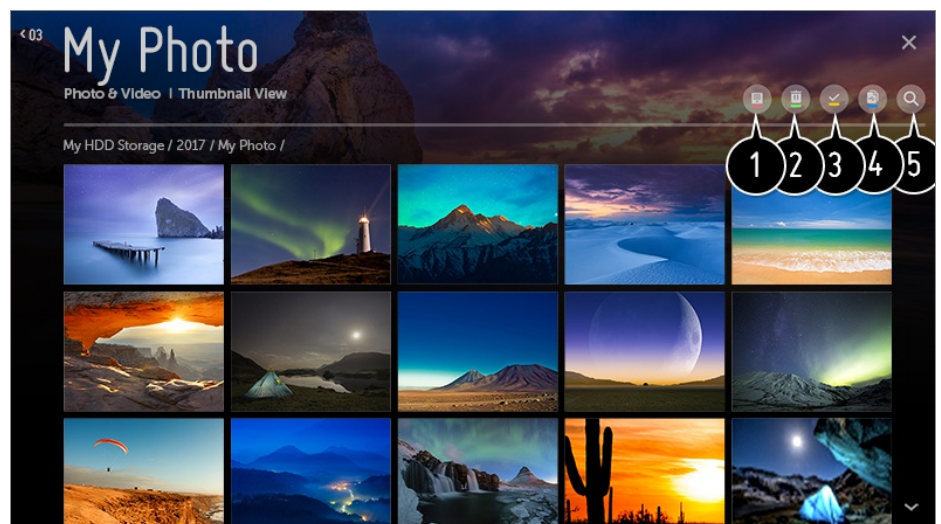 < 03
My Photo
Photo & Video | Thumbnail View
My HDD Storage / 2017 / My Photo /
1 2 3 4 5